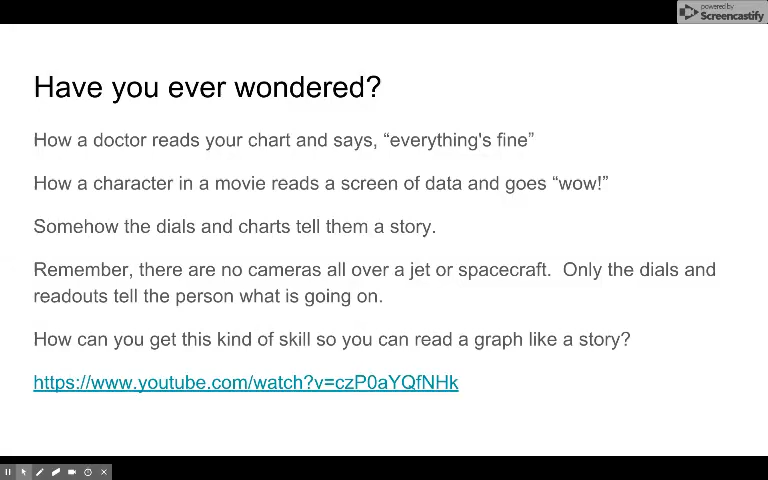 powered by
Screencastify
Have you ever wondered?
How a doctor reads your chart and says, “everything's fine”
How a character in a movie reads a screen of data and goes “wow!”
Somehow the dials and charts tell them a story.
Remember, there are no cameras all over a jet or spacecraft.  Only the dials and
readouts tell the person what is going on.
How can you get this kind of skill so you can read a graph like a story?
https://www.youtube.com/watch?v=czP0aYQfNHk